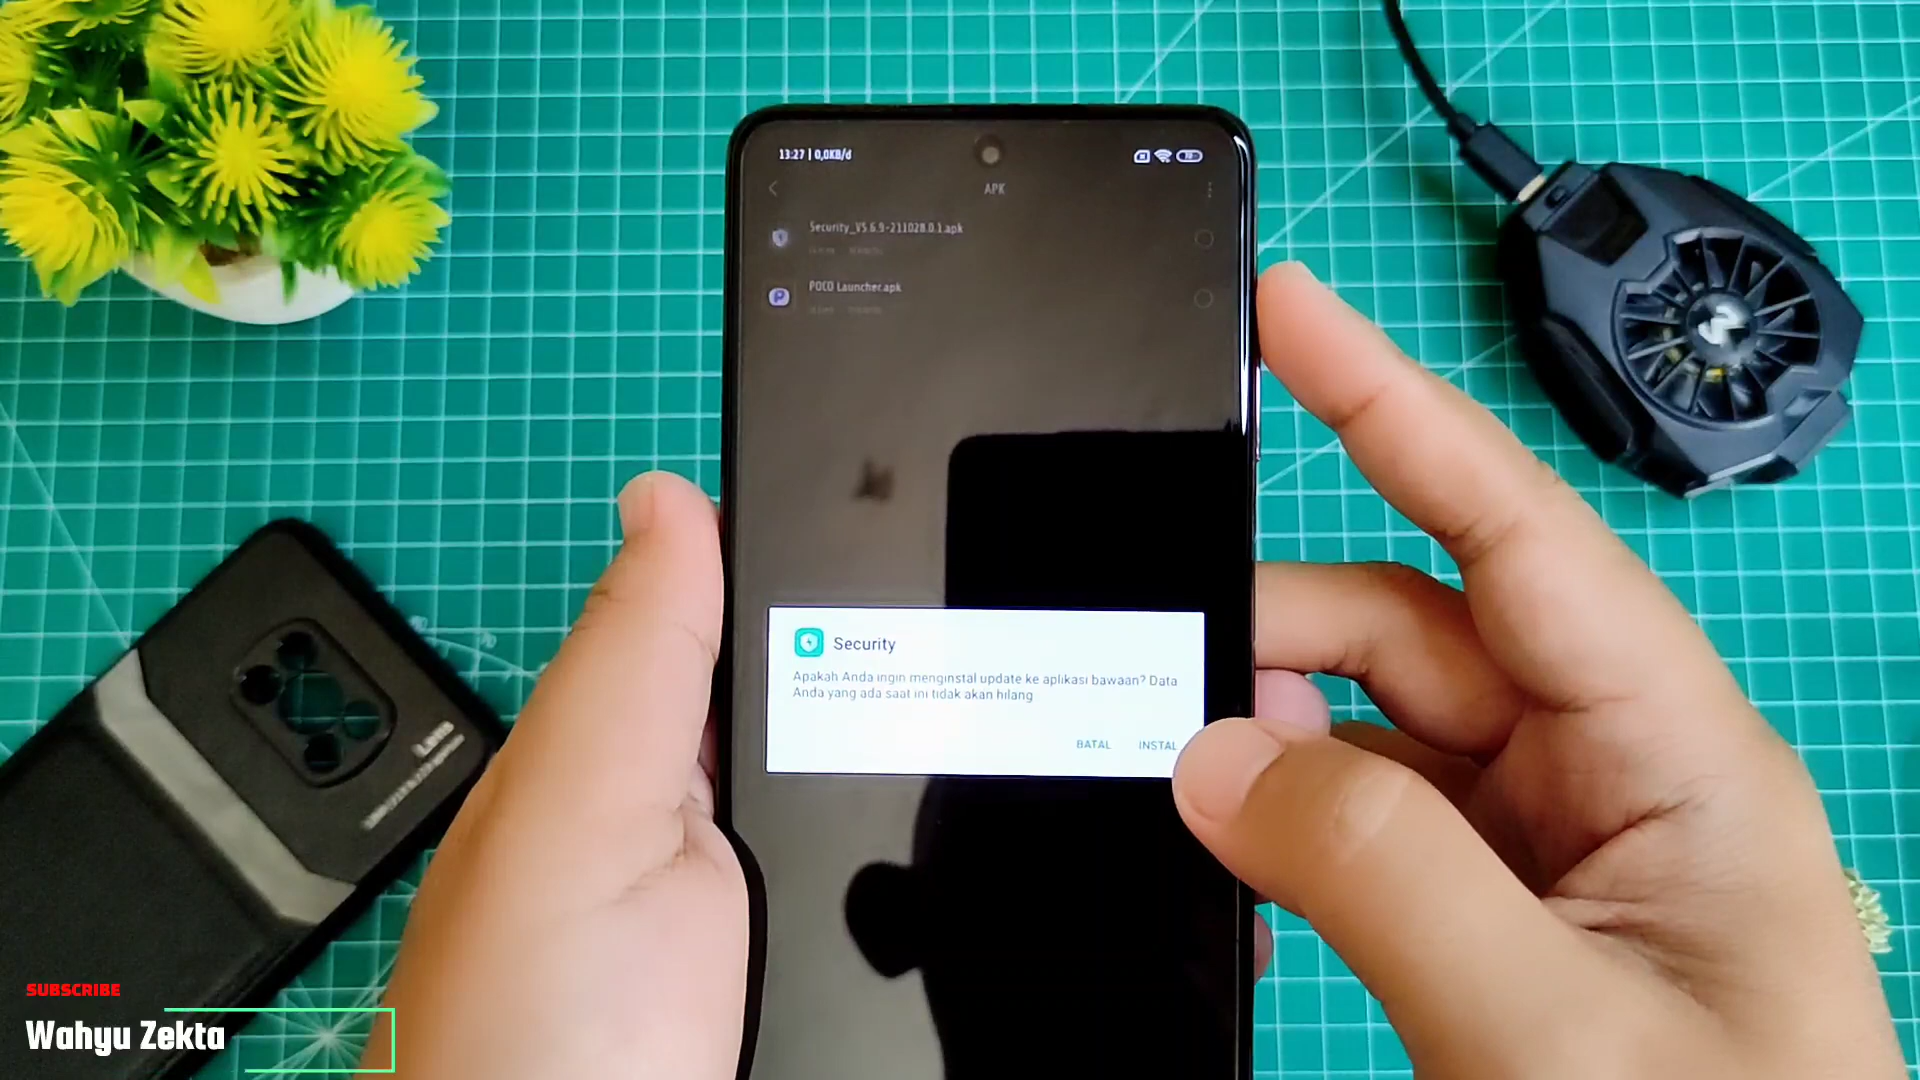 13:27 | 0,0KB/d
APK
Security_V5.6.9-211028.0.1.apk
POCO Launcher.apk
Security
Apakah Anda ingin menginstal update ke aplikasi bawaan? Data
Anda yang ada saat ini tidak akan hilang
BATAL INSTAL
Lens
SUBSCRIBE
Wahyu Zekta